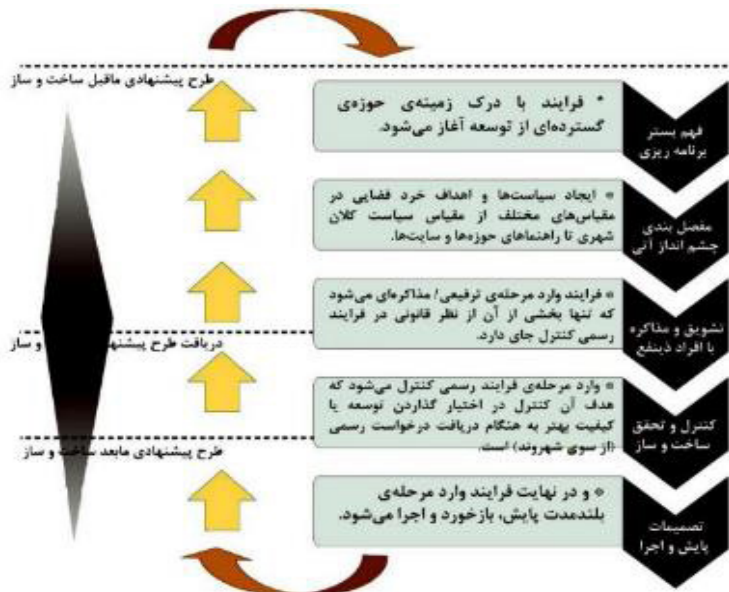 طرح پیشنهادی ماقبل ساخت و ساز
فهم بستر
برنامه ریزی
* فرایند با درک زمینه‌ی حوزه‌ی
گسترده‌ای از توسعه آغاز می‌شود.
مفصل بندی
چشم انداز آتی
* ایجاد سیاست‌ها و اهداف خرد فضایی در
مقیاس‌های مختلف از مقیاس سیاست کلان
شهری تا راهنماهای حوزه‌ها و سایت‌ها.
تشویق و مذاکره
با افراد ذینفع
* فرایند وارد مرحله‌ی ترفیعی/ مذاکره‌ای می‌شود
که تنها بخشی از آن از نظر قانونی در فرایند
رسمی کنترل جای دارد.
دریافت طرح پیشنهادی و ساز
کنترل و تحقق
ساخت و ساز
* وارد مرحله‌ی فرایند رسمی کنترل می‌شود که
هدف آن کنترل در اختیار گذاردن توسعه با
کیفیت بهتر به هنگام دریافت درخواست رسمی
(از سوی شهروند) است.
طرح پیشنهادی مابعد ساخت و ساز
تصمیمات
پایش و اجرا
* و در نهایت فرایند وارد مرحله‌ی
بلندمدت پایش، بازخورد و اجرا می‌شود.